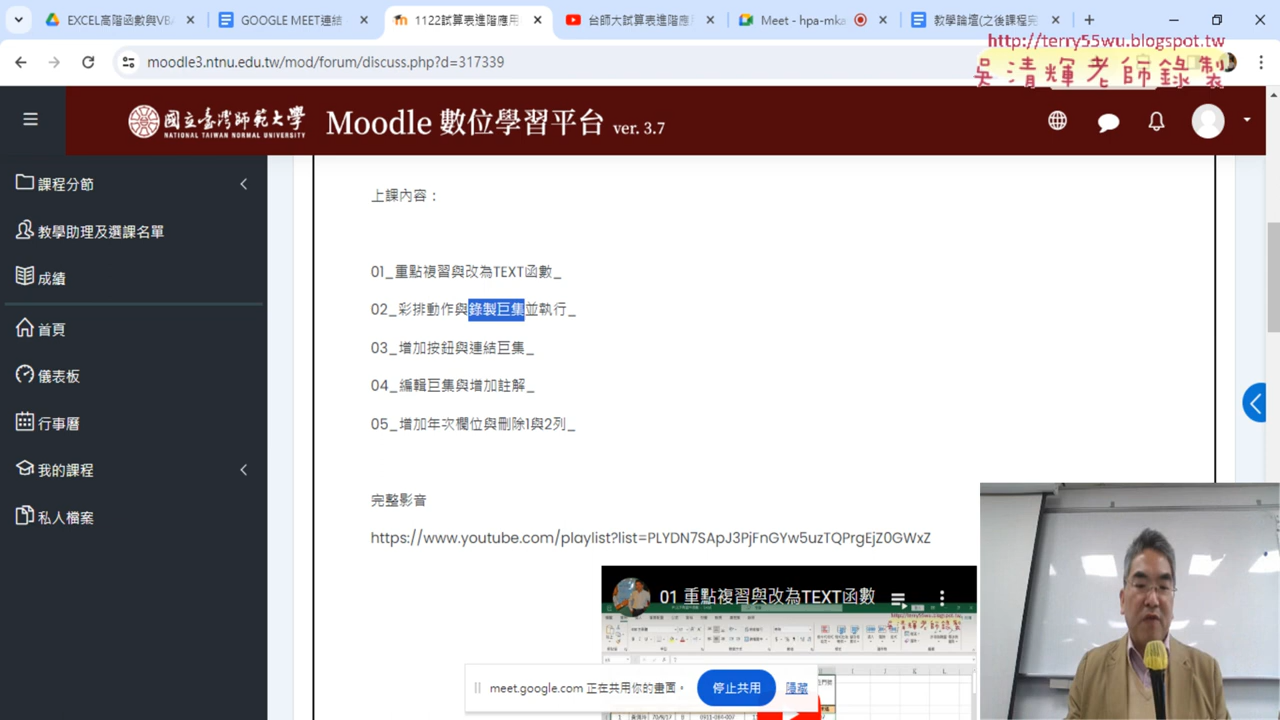 EXCEL高階函數與VB
GOOGLE MEET連結
1122試算表進階應用
台師大試算表進階應
Meet - hpa-mka
教學論壇(之後課程完
moodle3.ntnu.edu.tw/mod/forum/discuss.php?d=317339
http://terry55wu.blogspot.tw
吳清輝老師錄製
國立臺灣師範大學
NATIONAL TAIWAN NORMAL UNIVERSITY
Moodle 數位學習平台 ver. 3.7
課程分節
教學助理及選課名單
成績
首頁
儀表板
行事曆
我的課程
私人檔案
上課內容：
01_重點複習與改為TEXT函數_
02_彩排動作與錄製巨集並執行_
03_增加按鈕與連結巨集_
04_編輯巨集與增加註解_
05_增加年次欄位與刪除1與2列_
完整影音
https://www.youtube.com/playlist?list=PLYDN7SApJ3PjFnGYw5uzTQPrgEjZ0GWxZ
01 重點複習與改為TEXT函數
meet.google.com 正在共用你的畫面。
停止共用
隱藏